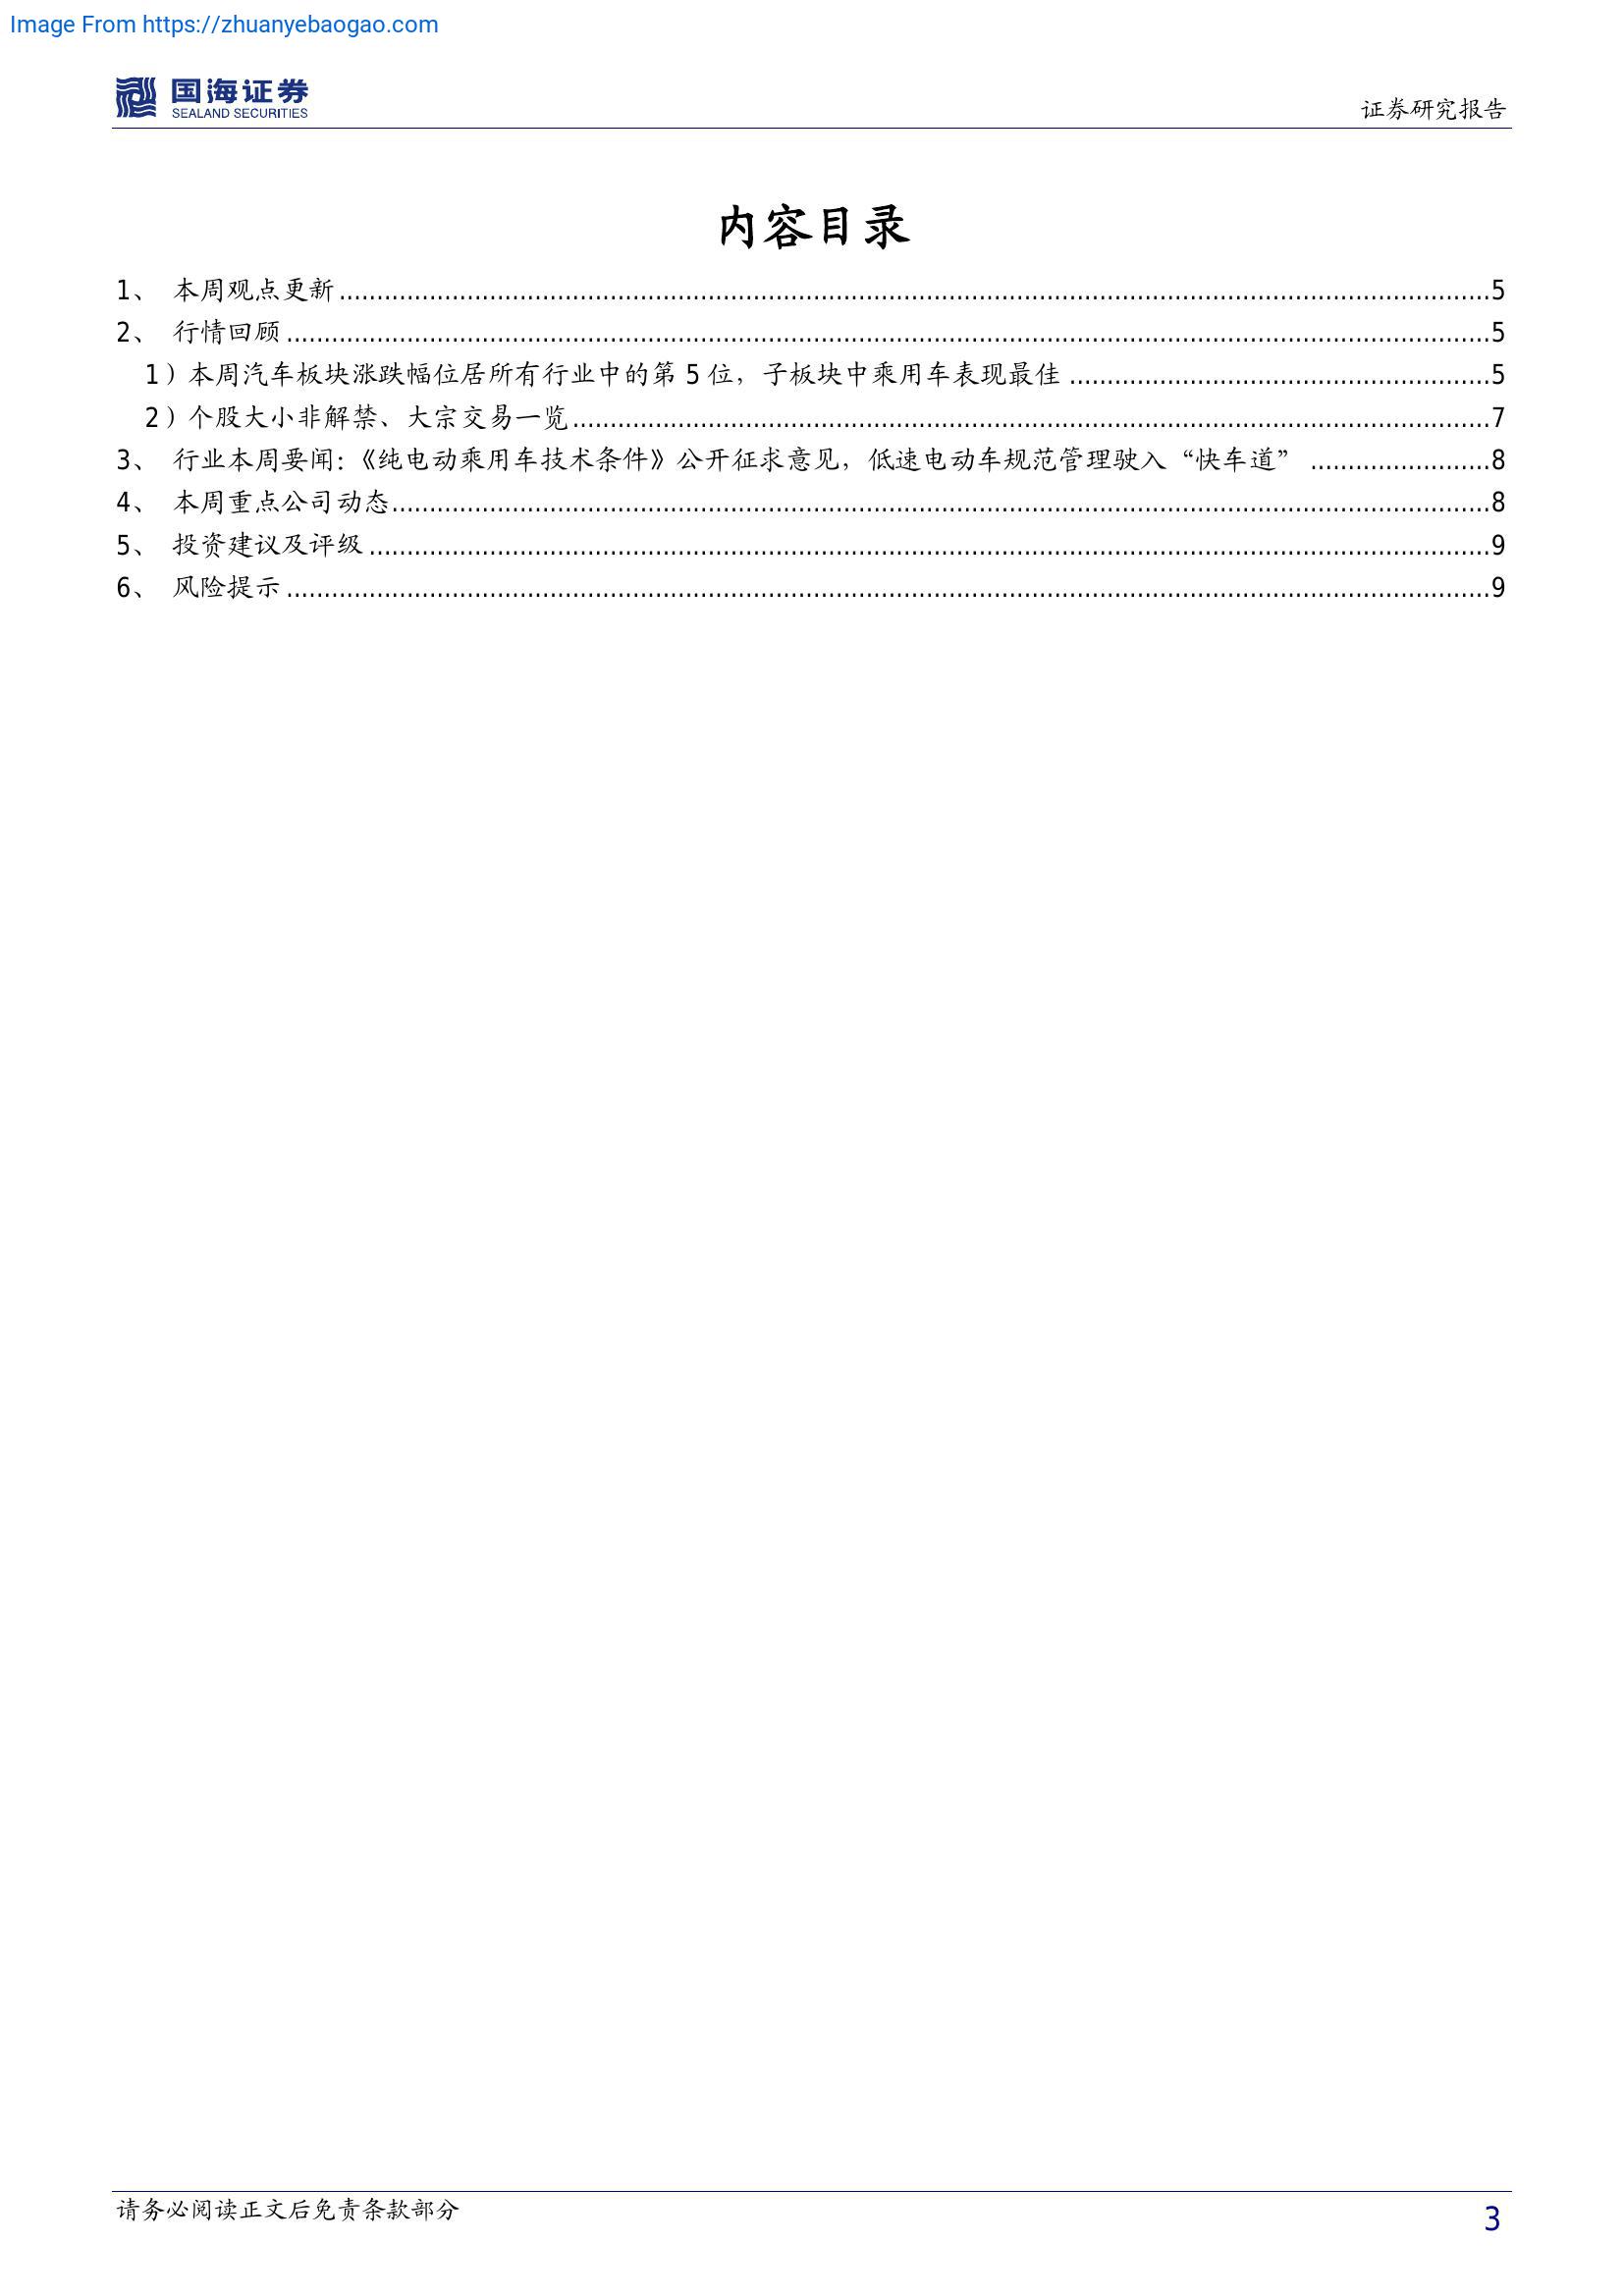 Image From https://zhuanyebaogao.com
国海证券
SEALAND SECURITIES
证券研究报告
内容目录
1、 本周观点更新........................................................................................................5
2、 行情回顾........................................................................................................5
1）本周汽车板块涨跌幅位居所有行业中的第 5 位，子板块中乘用车表现最佳........................................5
2）个股大小非解禁、大宗交易一览........................................................................................7
3、 行业本周要闻：《纯电动乘用车技术条件》公开征求意见，低速电动车规范管理驶入“快车道” ........................8
4、 本周重点公司动态........................................................................................................8
5、 投资建议及评级........................................................................................................9
6、 风险提示........................................................................................................9
请务必阅读正文后免责条款部分
3